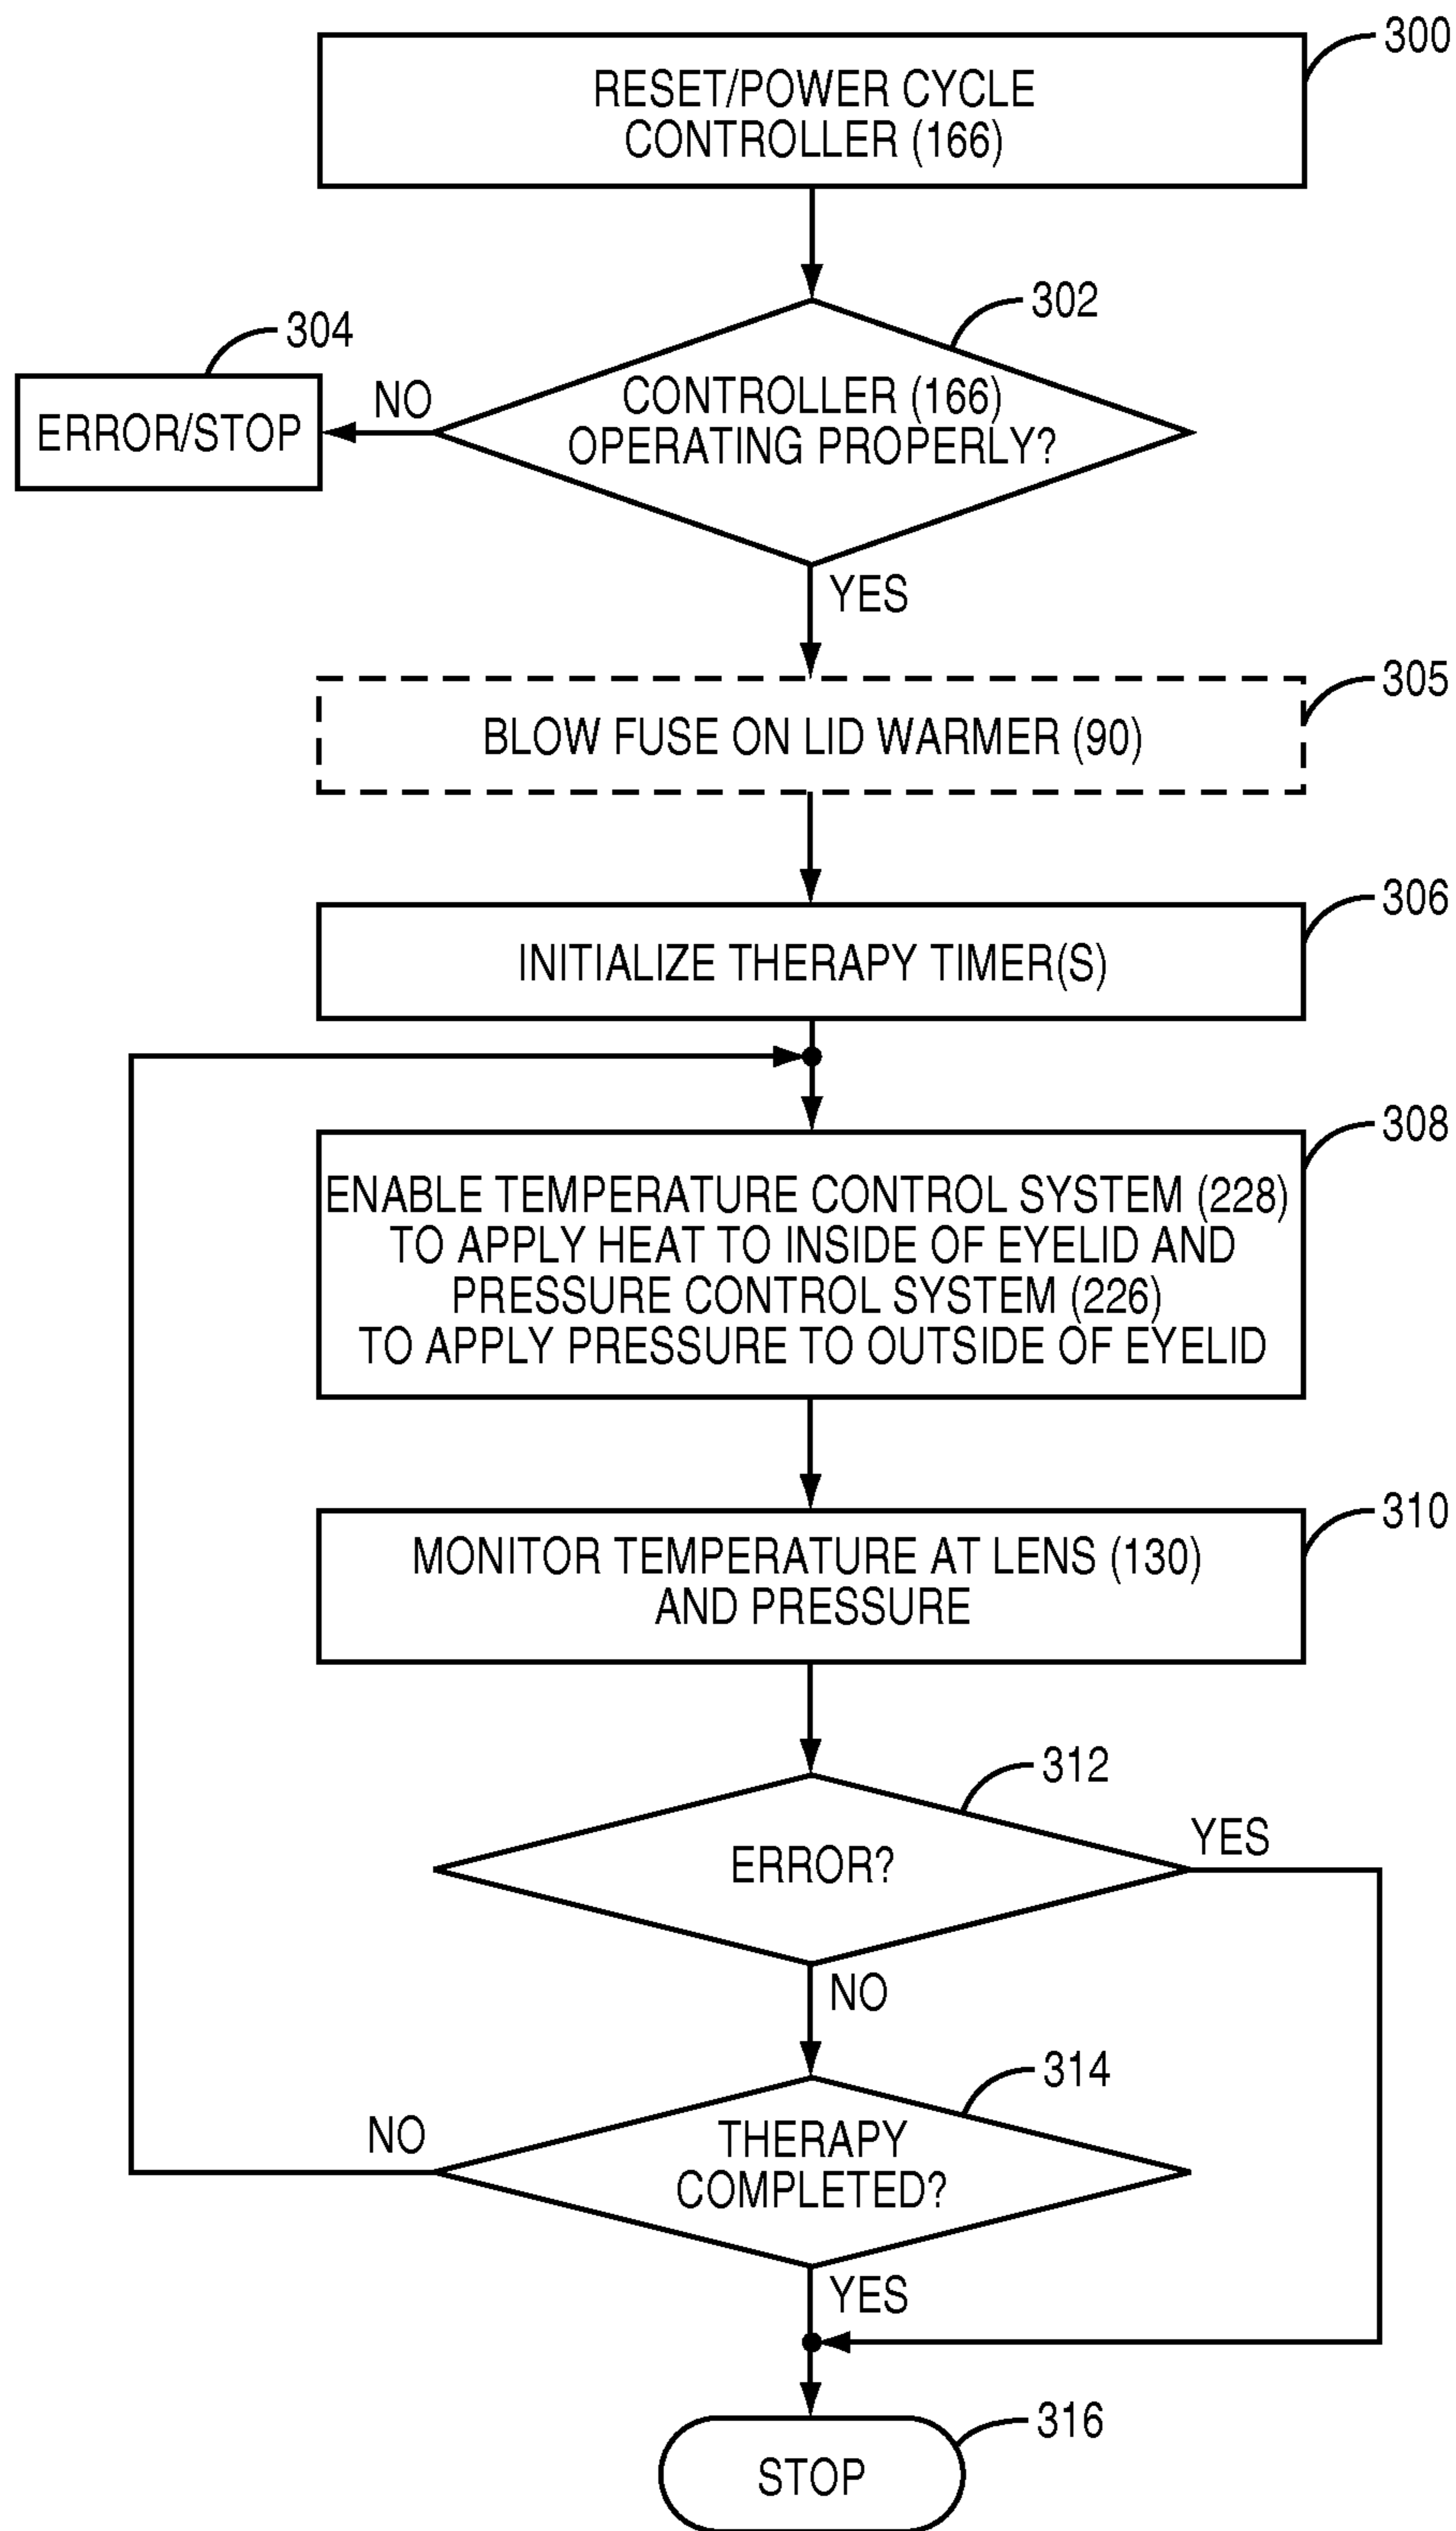 300
RESET/POWER CYCLE
CONTROLLER (166)
302
304
NO
CONTROLLER (166)
OPERATING PROPERLY?
ERROR/STOP
YES
305
BLOW FUSE ON LID WARMER (90)
306
INITIALIZE THERAPY TIMER(S)
308
ENABLE TEMPERATURE CONTROL SYSTEM (228)
TO APPLY HEAT TO INSIDE OF EYELID AND
PRESSURE CONTROL SYSTEM (226)
TO APPLY PRESSURE TO OUTSIDE OF EYELID
310
MONITOR TEMPERATURE AT LENS (130)
AND PRESSURE
312
YES
ERROR?
NO
314
NO
THERAPY
COMPLETED?
YES
316
STOP